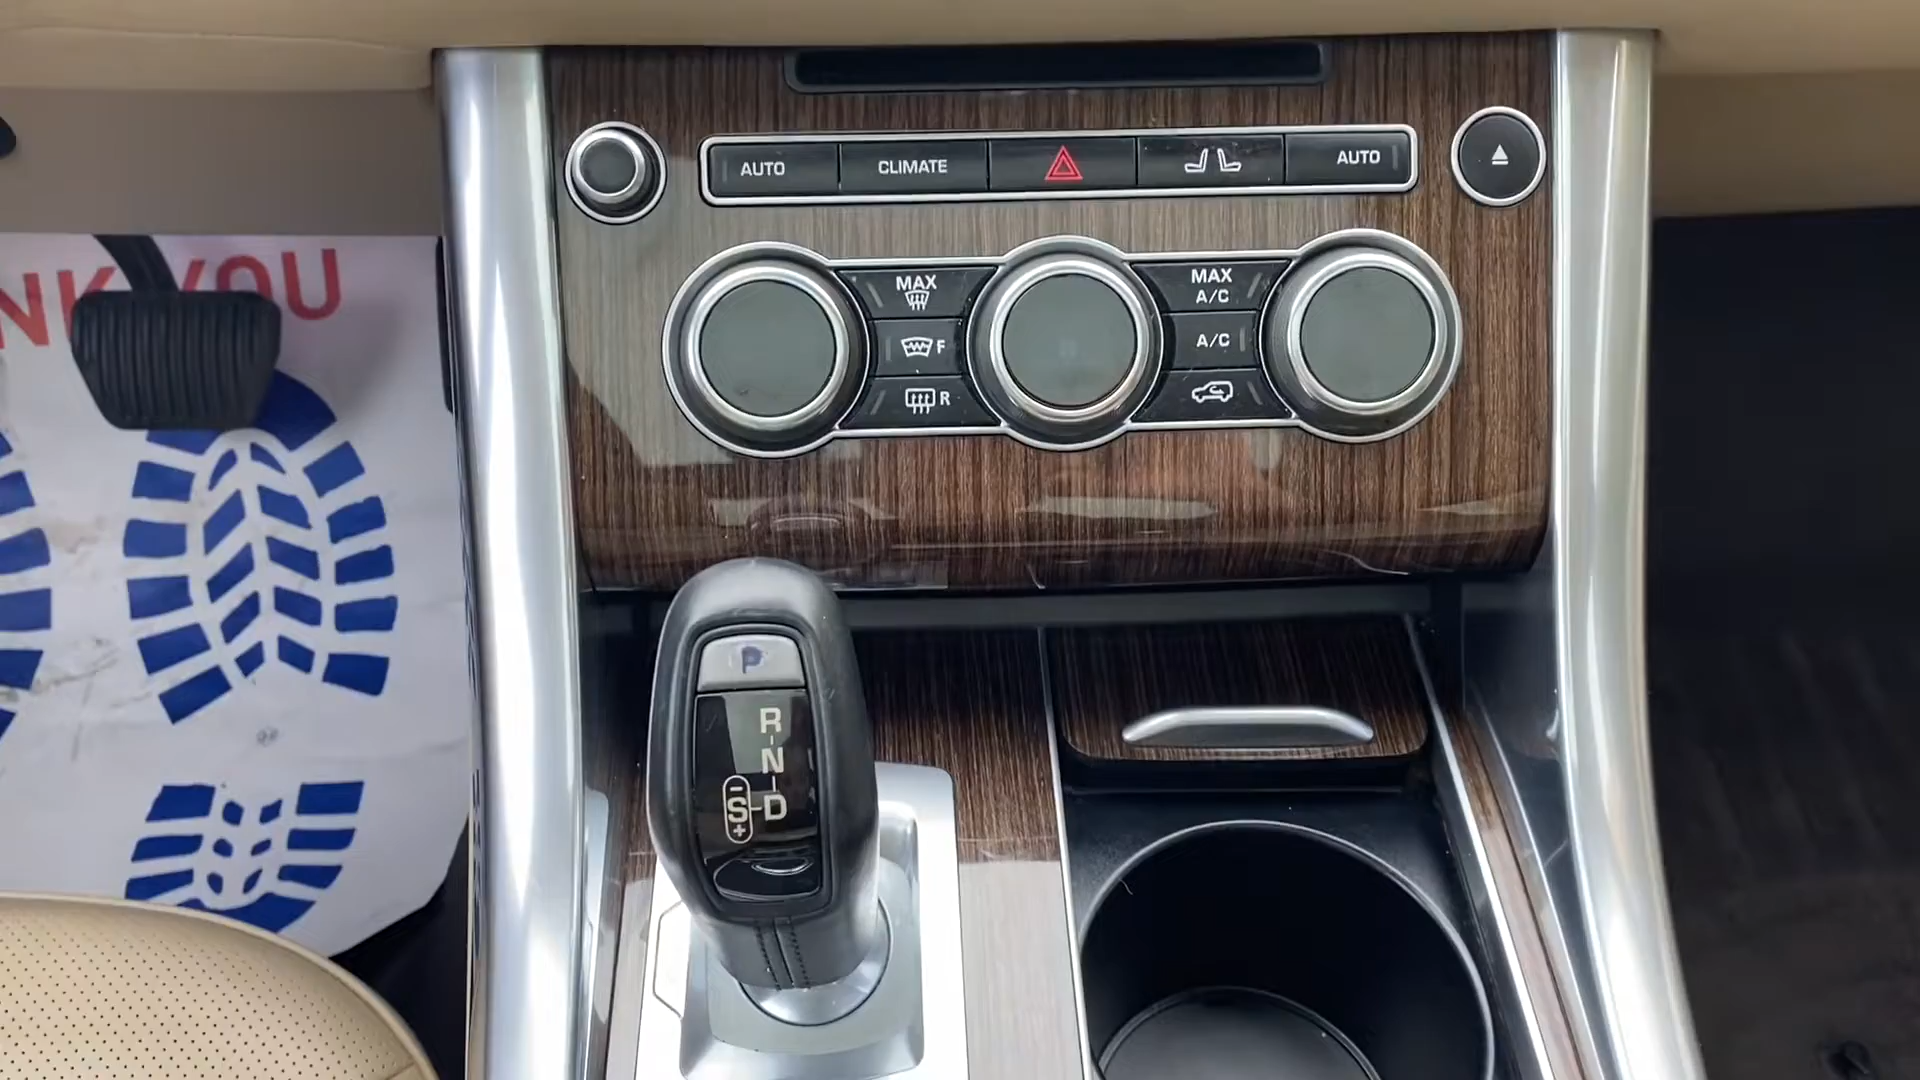 NK YOU
AUTO
CLIMATE
AUTO
MAX
MAX
A/C
F
A/C
R
P
R
N
S
D